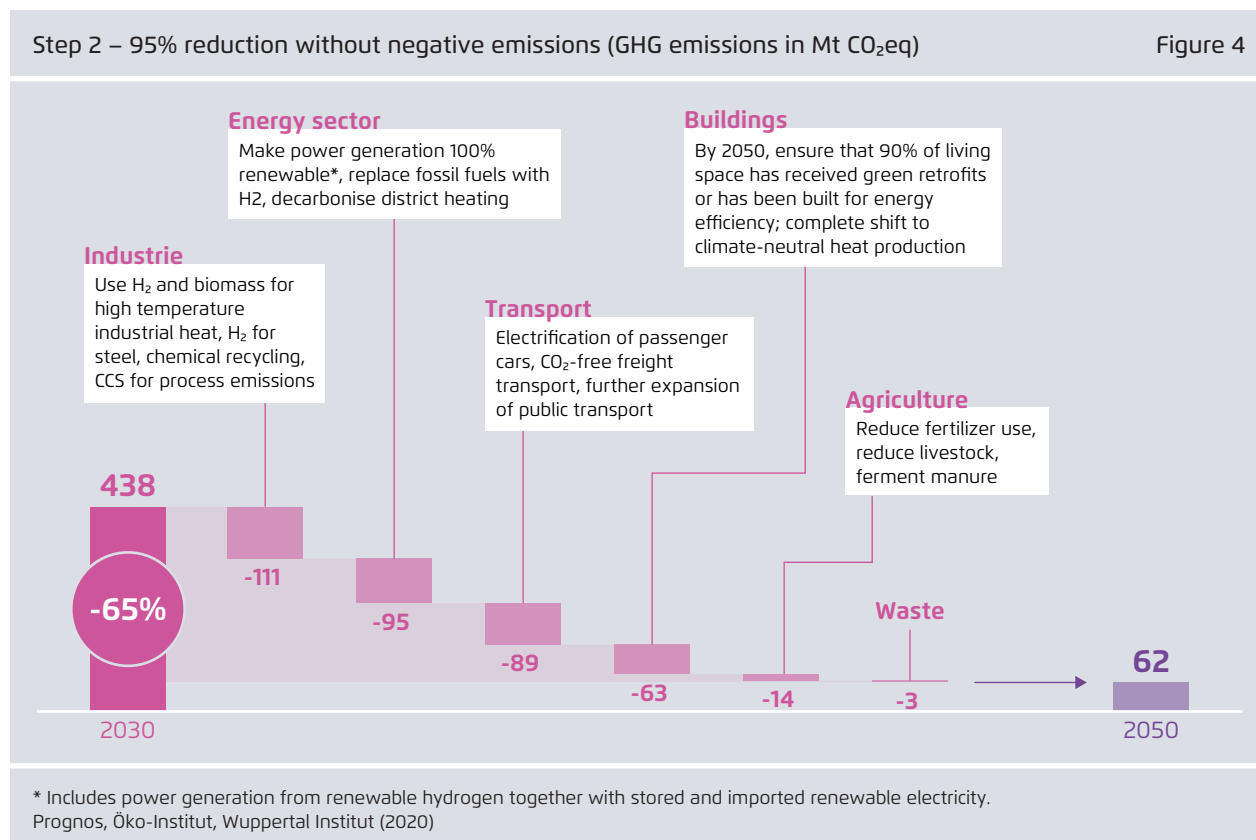 Step 2 – 95% reduction without negative emissions (GHG emissions in Mt CO₂eq)
Figure 4
Energy sector
Make power generation 100%
renewable*, replace fossil fuels with
H2, decarbonise district heating
Buildings
By 2050, ensure that 90% of living
space has received green retrofits
or has been built for energy
efficiency; complete shift to
climate-neutral heat production
Industrie
Use H₂ and biomass for
high temperature
industrial heat, H₂ for
steel, chemical recycling,
CCS for process emissions
Transport
Electrification of passenger
cars, CO₂-free freight
transport, further expansion
of public transport
Agriculture
Reduce fertilizer use,
reduce livestock,
ferment manure
438
-65%
-111
-95
-89
-63
-14
Waste
-3
62
2030
2050
* Includes power generation from renewable hydrogen together with stored and imported renewable electricity.
Prognos, Öko-Institut, Wuppertal Institut (2020)